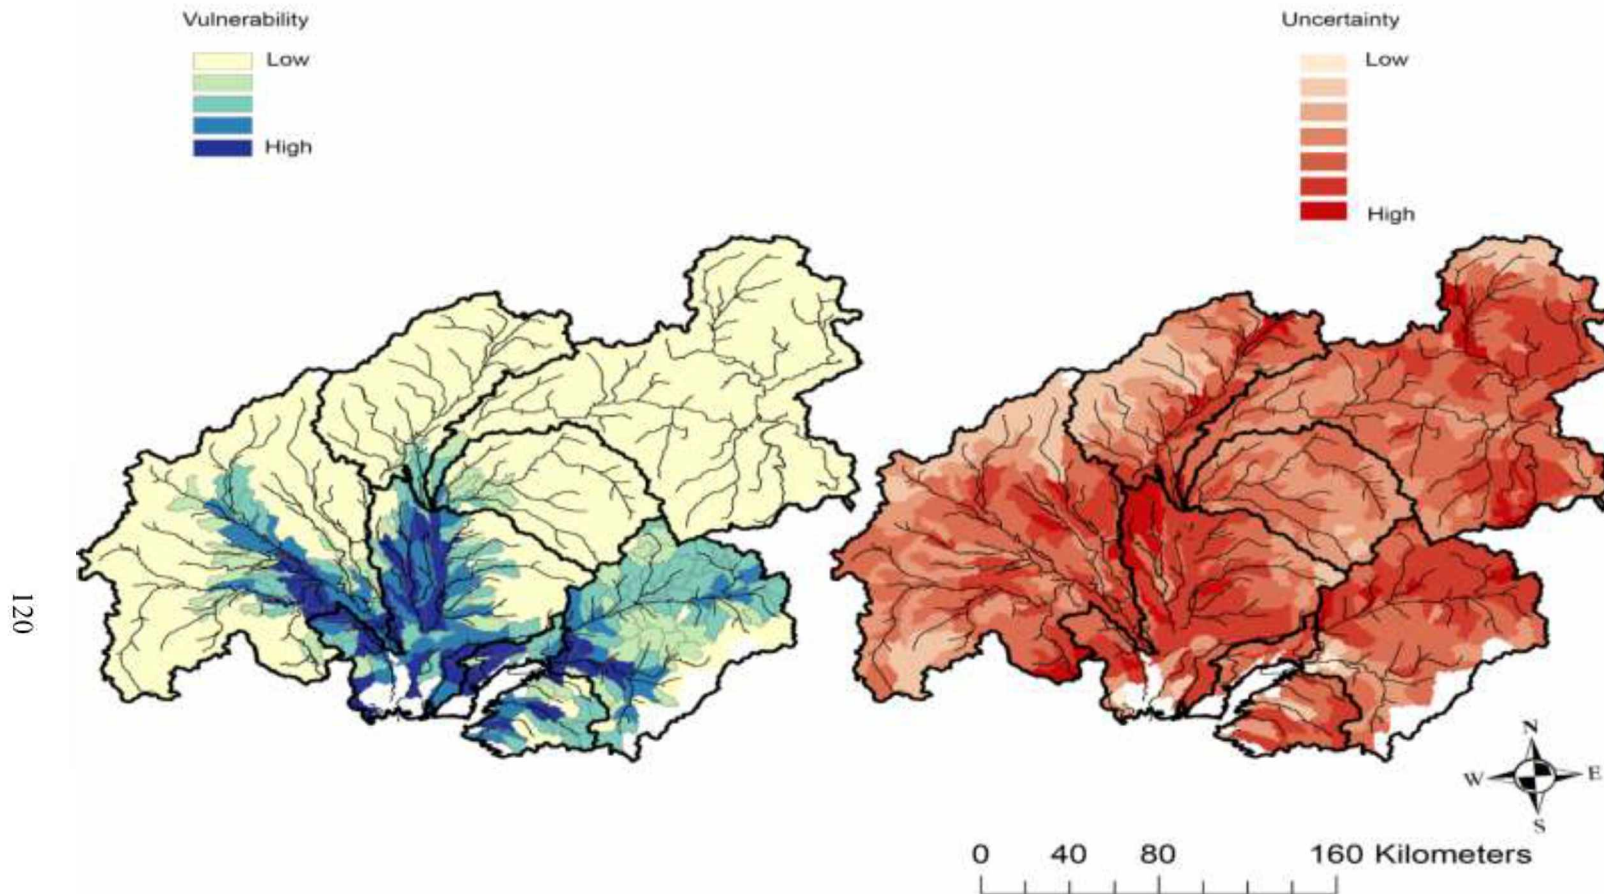 Vulnerability
Low
High
Uncertainty
Low
High
120
N
W
E
S
0 40 80 160 Kilometers